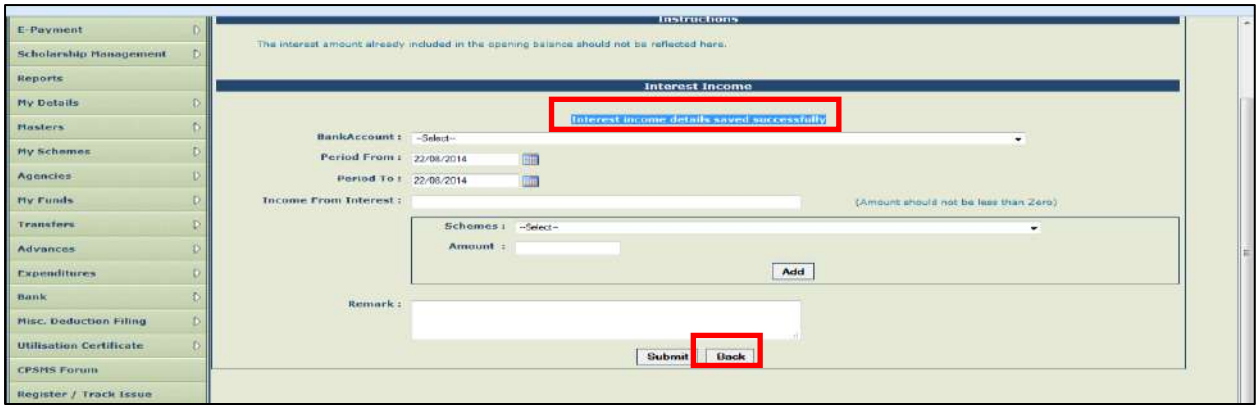 E-Payment
Scholarship Management
Reports
My Details
Masters
My Schemes
Agencies
My Funds
Transfers
Advances
Expenditures
Bank
Misc. Deduction Filing
Utilisation Certificate
CPSMS Forum
Register / Track Issue
Instructions
The interest amount already included in the opening balance should not be reflected here.
Interest Income
Interest income details saved successfully
BankAccount : --Select--
Period From : 22/08/2014
Period To : 22/08/2014
Income From Interest : (Amount should not be less than Zero)
Schemes : --Select--
Amount :
Add
Remark :
Submit Back